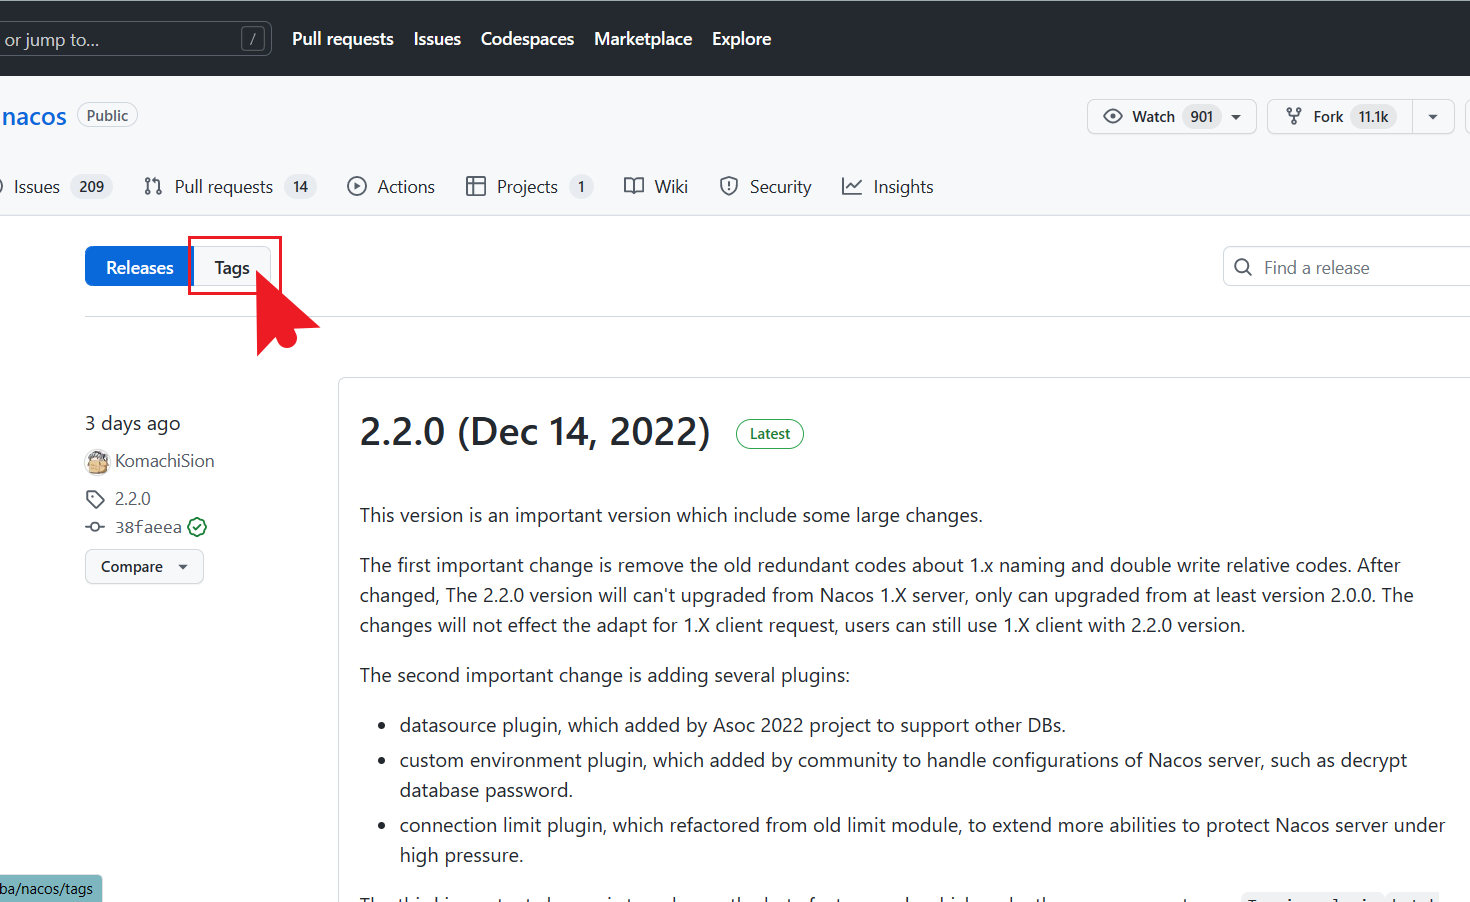 or jump to... / Pull requests Issues Codespaces Marketplace Explore
nacos Public Watch 901 Fork 11.1k
Issues 209 Pull requests 14 Actions Projects 1 Wiki Security Insights
Releases Tags Find a release
3 days ago
KomachiSion
2.2.0
38faeea
Compare
2.2.0 (Dec 14, 2022) Latest
This version is an important version which include some large changes.
The first important change is remove the old redundant codes about 1.x naming and double write relative codes. After
changed, The 2.2.0 version will can't upgraded from Nacos 1.X server, only can upgraded from at least version 2.0.0. The
changes will not effect the adapt for 1.X client request, users can still use 1.X client with 2.2.0 version.
The second important change is adding several plugins:
• datasource plugin, which added by Asoc 2022 project to support other DBs.
• custom environment plugin, which added by community to handle configurations of Nacos server, such as decrypt
database password.
• connection limit plugin, which refactored from old limit module, to extend more abilities to protect Nacos server under
high pressure.
ba/nacos/tags